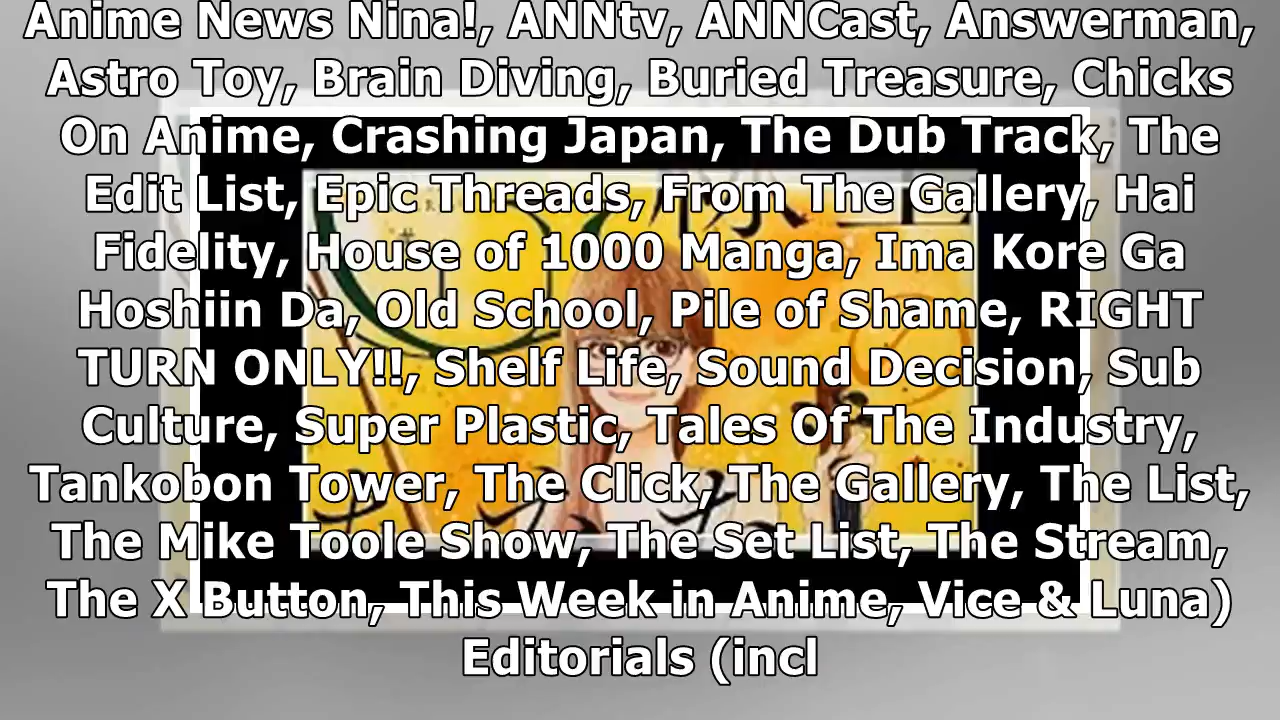 Anime News Nina!, ANNtv, ANNCast, Answerman,
Astro Toy, Brain Diving, Buried Treasure, Chicks
On Anime, Crashing Japan, The Dub Track, The
Edit List, Epic Threads, From The Gallery, Hai
Fidelity, House of 1000 Manga, Ima Kore Ga
Hoshiin Da, Old School, Pile of Shame, RIGHT
TURN ONLY!!, Shelf Life, Sound Decision, Sub
Culture, Super Plastic, Tales Of The Industry,
Tankobon Tower, The Click, The Gallery, The List,
The Mike Toole Show, The Set List, The Stream,
The X Button, This Week in Anime, Vice & Luna)
Editorials (incl